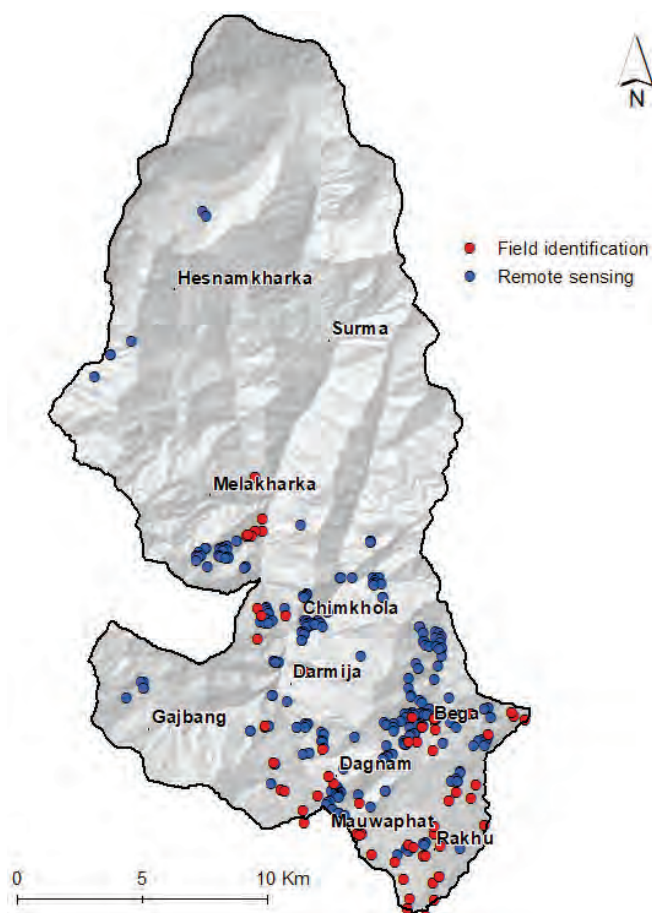 N
Field identification
Hesnamkharka
Remote sensing
Surma
Melakharka
Chimkhola
Darmija
Gajbang
Bega
Dagnam
Mauwaphat
Rakhu
0 5 10 Km